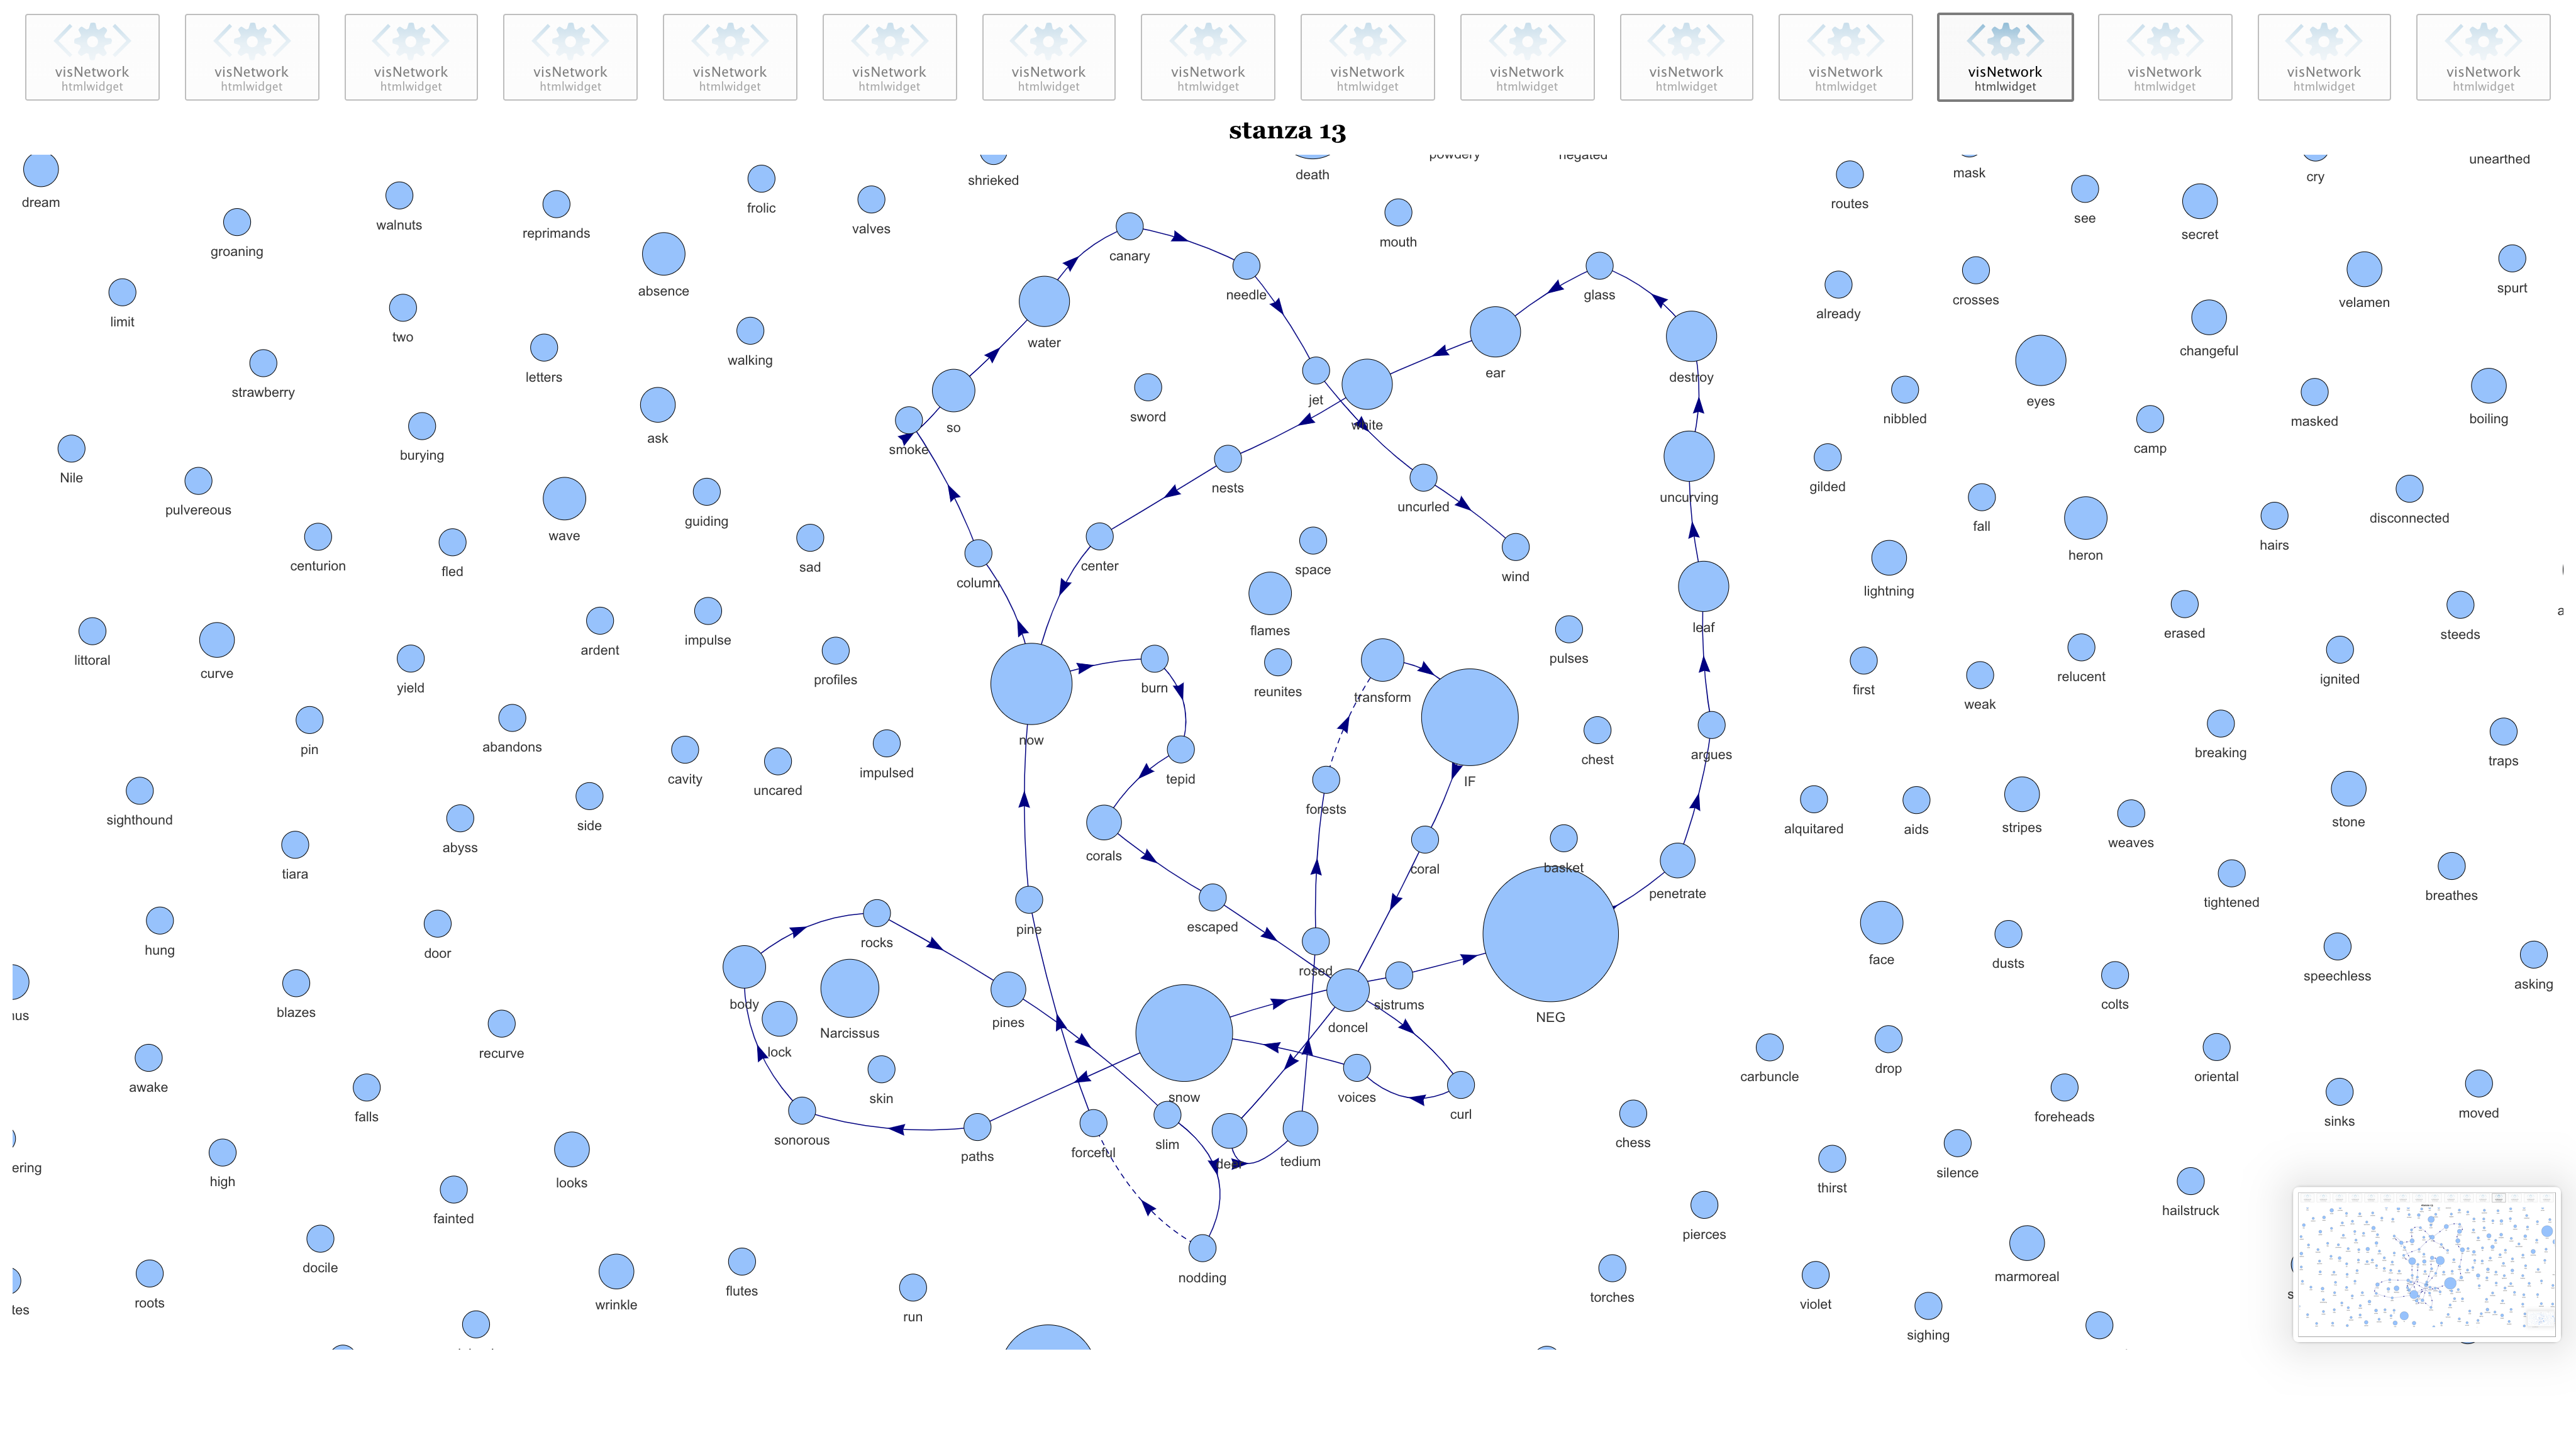 visNetwork
htmlwidget
visNetwork
htmlwidget
visNetwork
htmlwidget
visNetwork
htmlwidget
visNetwork
htmlwidget
visNetwork
htmlwidget
visNetwork
htmlwidget
visNetwork
htmlwidget
visNetwork
htmlwidget
visNetwork
htmlwidget
visNetwork
htmlwidget
visNetwork
htmlwidget
visNetwork
htmlwidget
visNetwork
htmlwidget
visNetwork
htmlwidget
visNetwork
htmlwidget
stanza 13
powdery
negated
unearthed
death
mask
cry
shrieked
dream
routes
frolic
see
walnuts
valves
reprimands
secret
mouth
groaning
canary
absence
needle
glass
spurt
crosses
velamen
already
limit
two
water
changeful
walking
ear
letters
destroy
strawberry
jet
eyes
sword
nibbled
boiling
masked
so
white
ask
smoke
camp
burying
Nile
gilded
nests
uncurving
uncurled
pulvereous
disconnected
guiding
fall
wave
hairs
heron
centurion
center
sad
space
fled
wind
column
lightning
leaf
flames
erased
steeds
impulse
ardent
littoral
pulses
curve
relucent
profiles
ignited
yield
burn
first
reunites
transform
weak
now
abandons
pin
breaking
argues
chest
traps
impulsed
cavity
tepid
IF
uncared
forests
sighthound
stone
side
stripes
alquitared
aids
weaves
abyss
corals
basket
coral
tiara
penetrate
breathes
tightened
escaped
pine
rocks
hung
door
face
dusts
rosed
speechless
asking
body
colts
sistrums
blazes
NEG
pines
doncel
Narcissus
lock
recurve
drop
carbuncle
oriental
awake
snow
voices
skin
curl
moved
falls
foreheads
sinks
sonorous
chess
slim
forceful
paths
tedium
ering
silence
high
looks
thirst
hailstruck
fainted
pierces
docile
marmoreal
nodding
flutes
torches
roots
violet
wrinkle
tes
run
sighing